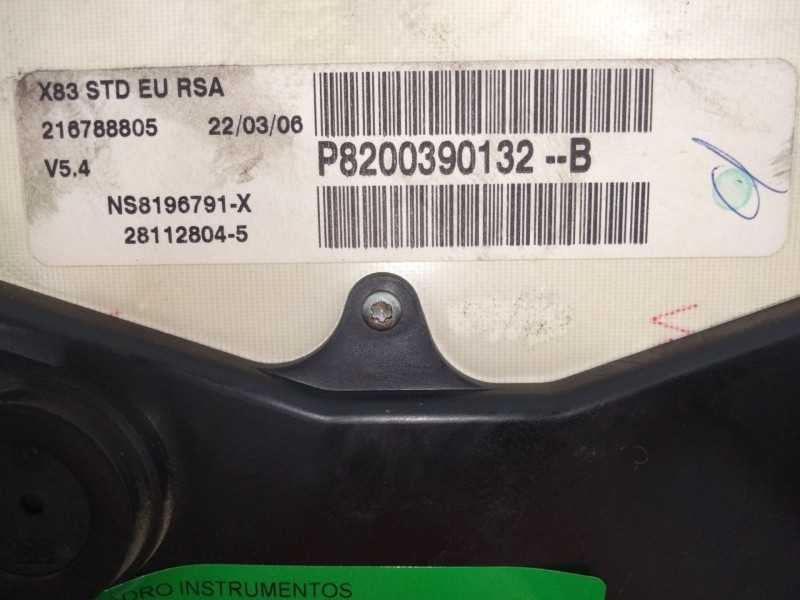 X83 STD EU RSA
216788805 22/03/06
V5.4
P8200390132--B
NS8196791-X
28112804-5
INSTRUMENTOS